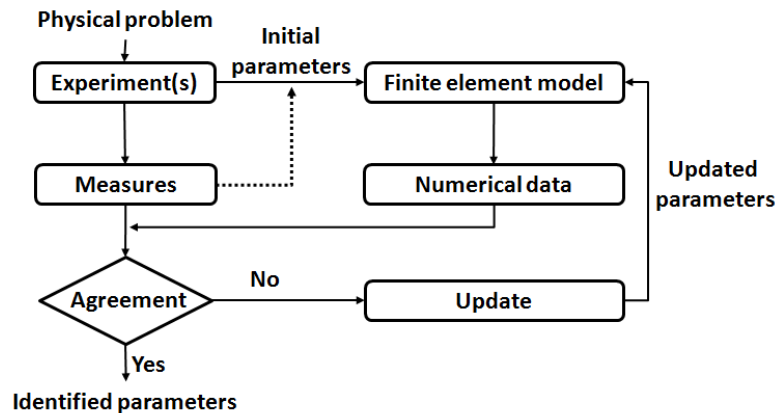 Physical problem
Initial
parameters
Experiment(s)
Finite element model
Measures
Numerical data
Updated
parameters
Agreement
No
Update
Yes
Identified parameters